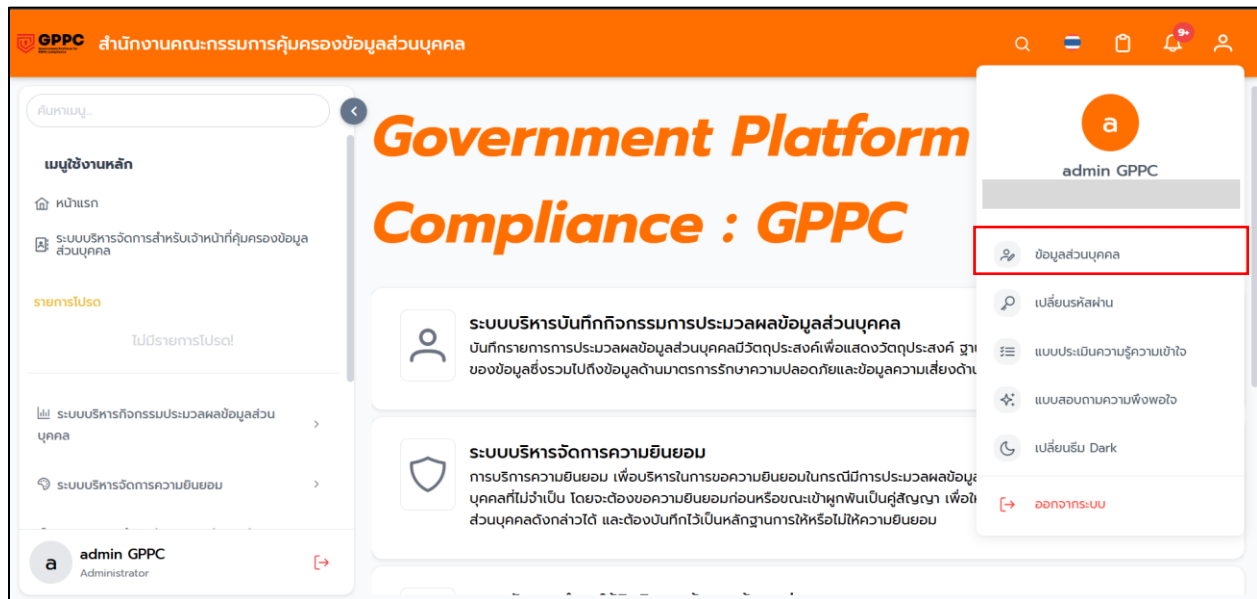 GPPC
สำนักงานคณะกรรมการคุ้มครองข้อมูลส่วนบุคคล
9+
ค้นหาเมนู...
เมนูใช้งานหลัก
หน้าแรก
ระบบบริหารจัดการสำหรับเจ้าหน้าที่คุ้มครองข้อมูล
ส่วนบุคคล
รายการโปรด
ไม่มีรายการโปรด!
ระบบบริหารกิจกรรมประมวลผลข้อมูลส่วน
บุคคล
ระบบบริหารจัดการความยินยอม
a
admin GPPC
Administrator
Government Platform
Compliance : GPPC
ระบบบริหารบันทึกกิจกรรมการประมวลผลข้อมูลส่วนบุคคล
บันทึกรายการการประมวลผลข้อมูลส่วนบุคคลมีวัตถุประสงค์เพื่อแสดงวัตถุประสงค์
ของข้อมูลซึ่งรวมไปถึงข้อมูลด้านมาตรการรักษาความปลอดภัยและข้อมูลความเสี่ยงด้าน
ระบบบริหารจัดการความยินยอม
การบริการความยินยอม เพื่อบริหารในการขอความยินยอมในกรณีมีการประมวลผลข้อมูล
บุคคลที่ไม่จำเป็น โดยจะต้องขอความยินยอมก่อนหรือขณะเข้าผูกพันเป็นคู่สัญญา
ส่วนบุคคลดังกล่าวได้ และต้องบันทึกไว้เป็นหลักฐานการให้หรือไม่ให้ความยินยอม
a
admin GPPC
ข้อมูลส่วนบุคคล
เปลี่ยนรหัสผ่าน
แบบประเมินความรู้ความเข้าใจ
แบบสอบถามความพึงพอใจ
เปลี่ยนธีม Dark
ออกจากระบบ